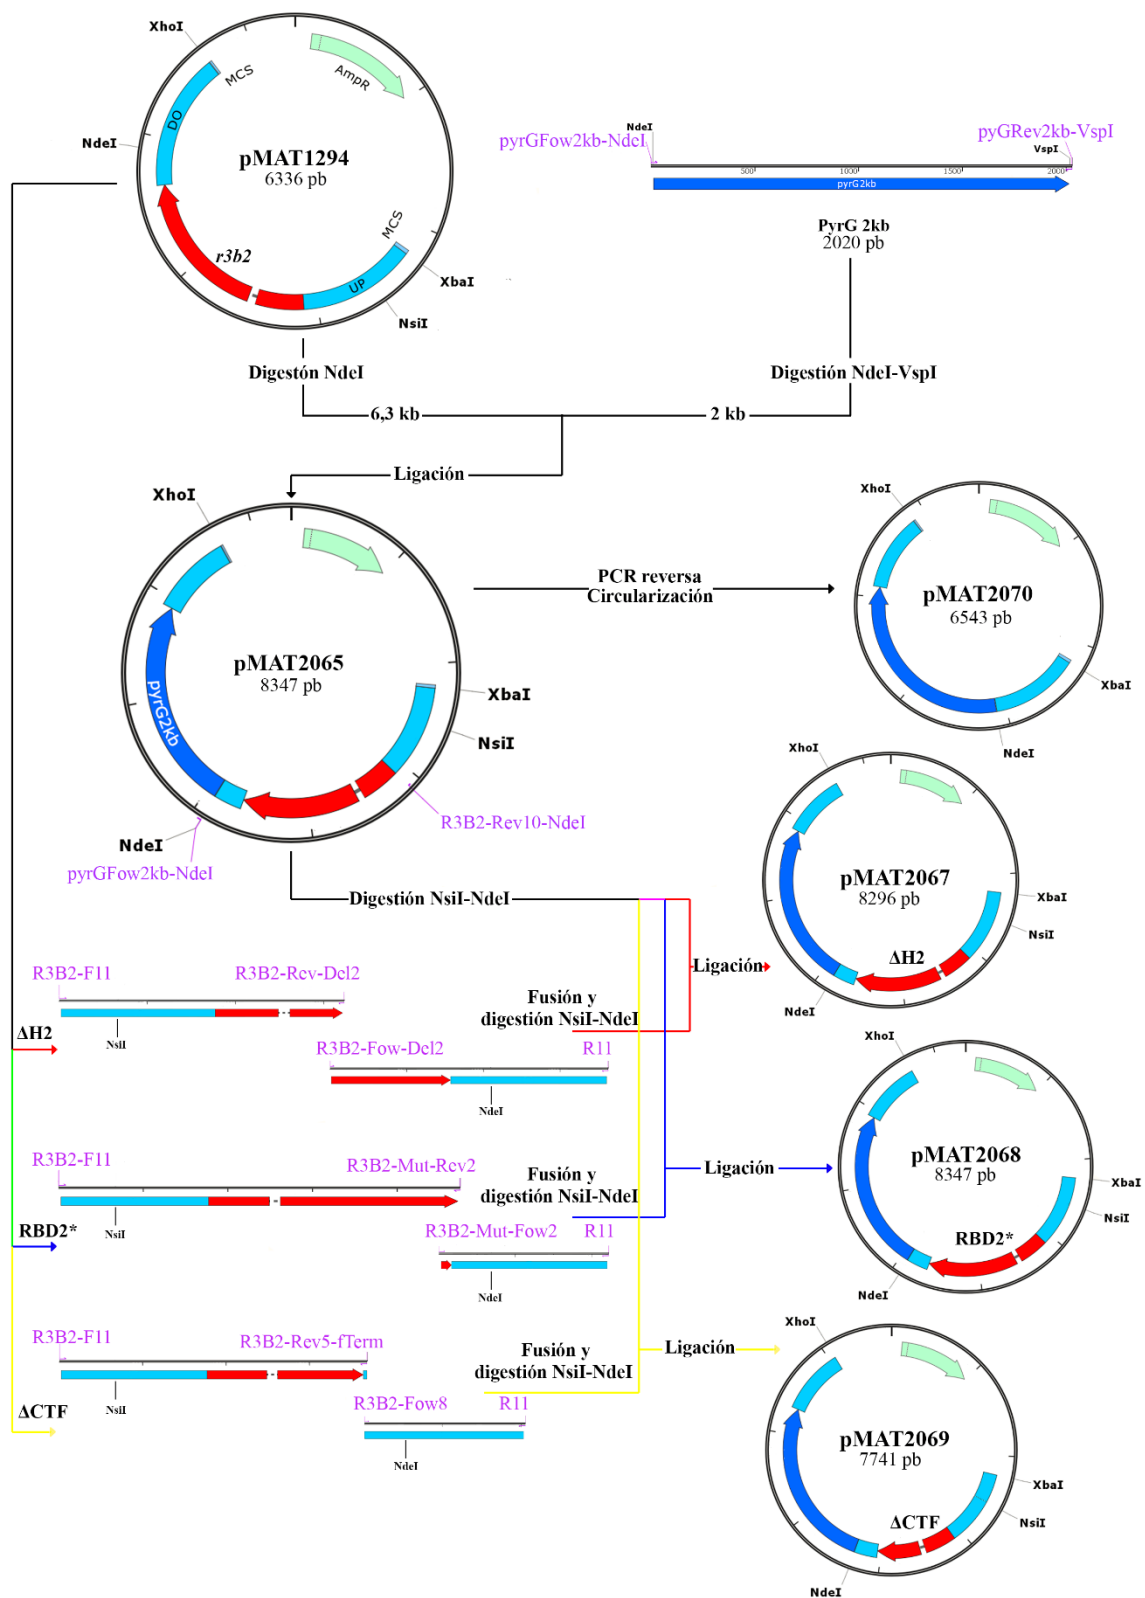 XhoI
MCS
AmpR
DO
NdeI
pMAT1294
6336 pb
r3b2
MCS
UP
XbaI
NsiI
pyrGFow2kb-NdeI
NdeI
pyGRev2kb-VspI
VspI
500
1000
1500
2000
pyrG2kb
PyrG 2kb
2020 pb
Digestón NdeI
Digestión NdeI-VspI
6,3 kb
2 kb
Ligación
XhoI
pMAT2065
8347 pb
pyrG2kb
XbaI
NsiI
R3B2-Rev10-NdeI
NdeI
pyrGFow2kb-NdeI
PCR reversa
Circularización
XhoI
pMAT2070
6543 pb
XbaI
NdeI
Digestión NsiI-NdeI
XhoI
pMAT2067
8296 pb
XbaI
NsiI
ΔH2
NdeI
Ligación
R3B2-F11
R3B2-Rev-Del2
NsiI
ΔH2
Fusión y
digestión NsiI-NdeI
R3B2-Fow-Del2
R11
NdeI
XhoI
pMAT2068
8347 pb
XbaI
NsiI
RBD2*
NdeI
Ligación
R3B2-F11
R3B2-Mut-Rev2
NsiI
RBD2*
Fusión y
digestión NsiI-NdeI
R3B2-Mut-Fow2
R11
NdeI
R3B2-F11
R3B2-Rev5-fTerm
NsiI
ΔCTF
Fusión y
digestión NsiI-NdeI
R3B2-Fow8
R11
NdeI
Ligación
XhoI
pMAT2069
7741 pb
XbaI
NsiI
ΔCTF
NdeI